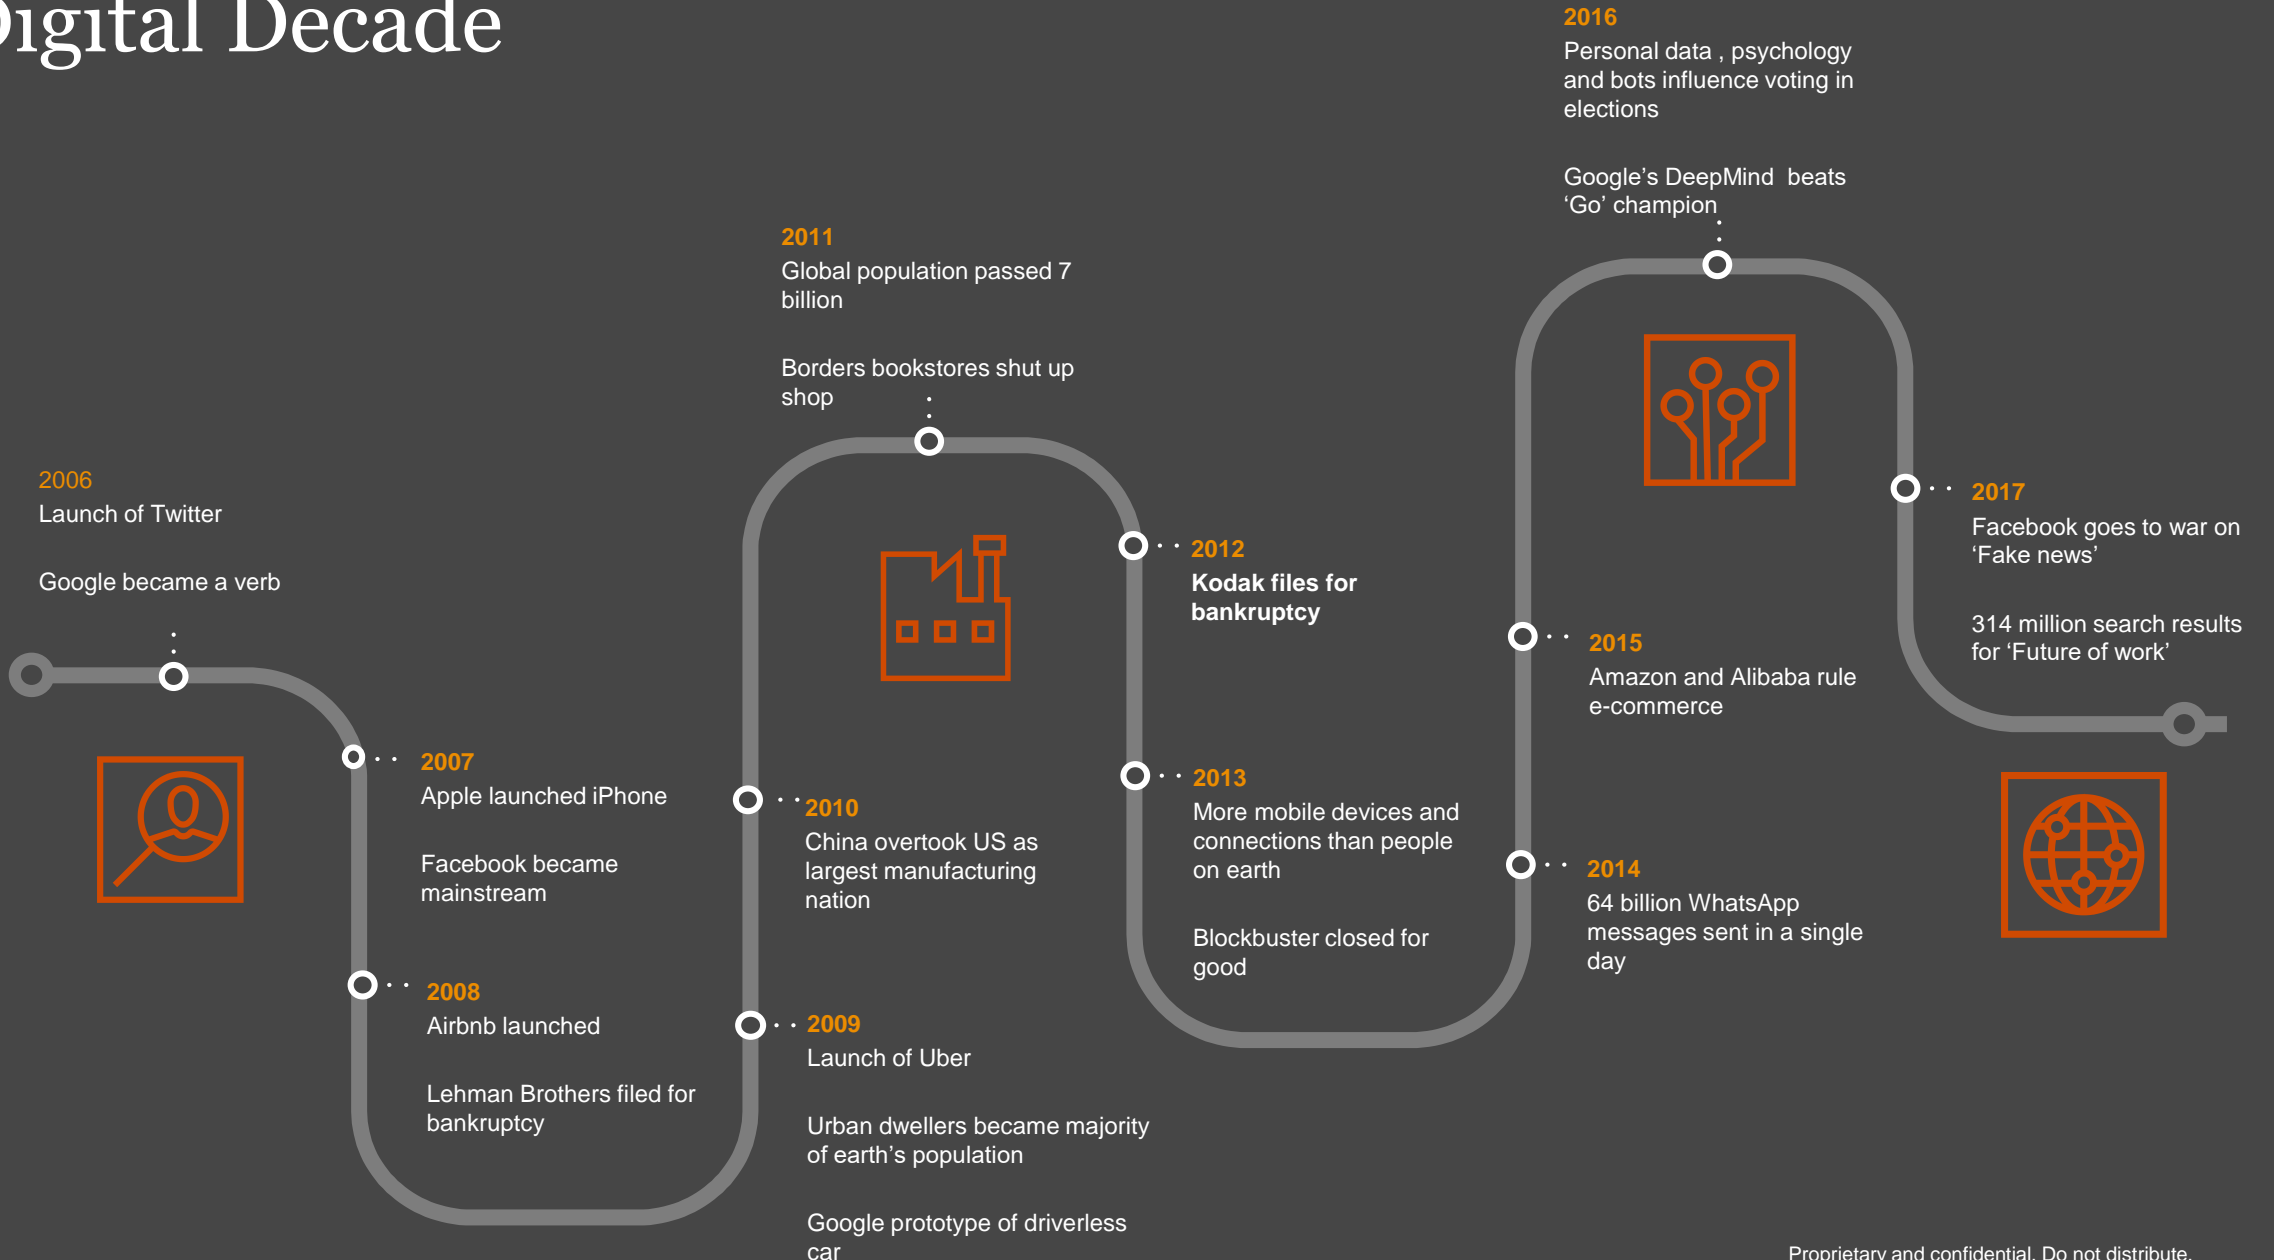 Digital Decade
2006
Launch of Twitter
Google became a verb
2007
Apple launched iPhone
Facebook became
mainstream
2008
Airbnb launched
Lehman Brothers filed for
bankruptcy
2009
Launch of Uber
Urban dwellers became majority
of earth’s population
Google prototype of driverless
car
2010
China overtook US as
largest manufacturing
nation
2011
Global population passed 7
billion
Borders bookstores shut up
shop
2012
Kodak files for
bankruptcy
2013
More mobile devices and
connections than people
on earth
Blockbuster closed for
good
2014
64 billion WhatsApp
messages sent in a single
day
2015
Amazon and Alibaba rule
e-commerce
2016
Personal data , psychology
and bots influence voting in
elections
Google’s DeepMind  beats
‘Go’ champion
2017
Facebook goes to war on
‘Fake news’
314 million search results
for ‘Future of work’
Proprietary and confidential. Do not distribute.